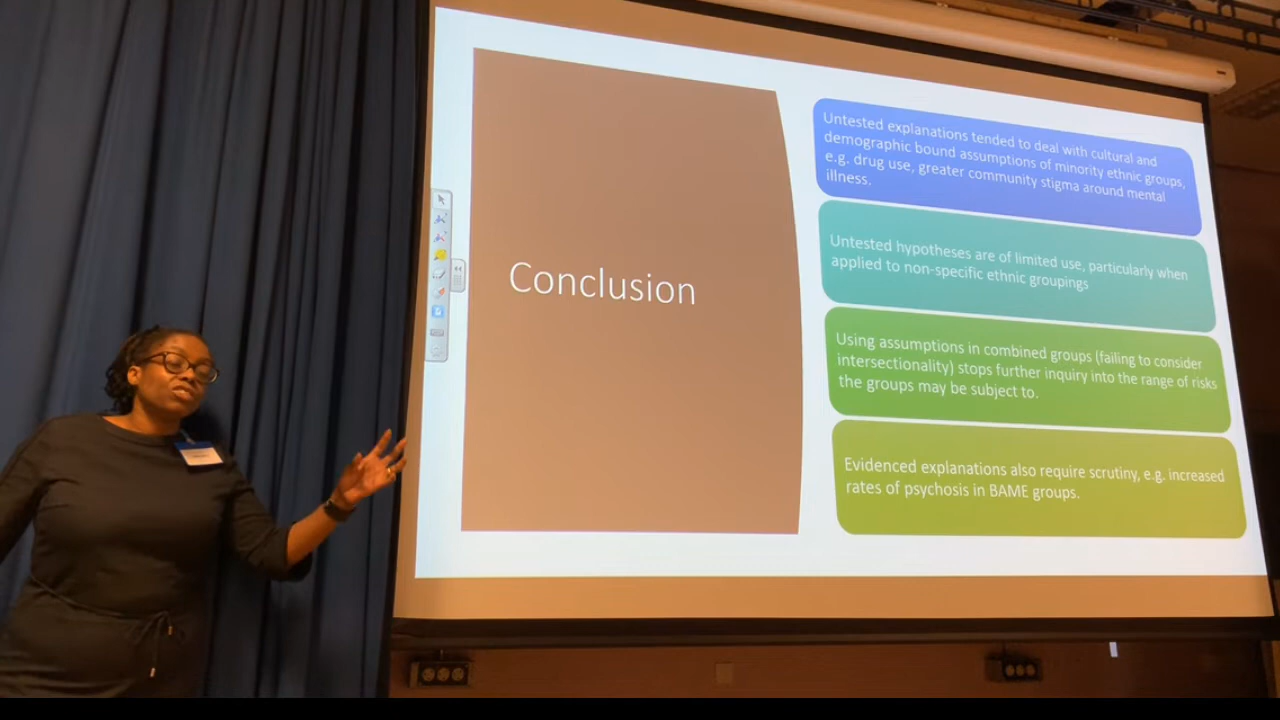 Conclusion
Untested explanations tended to deal with cultural and
demographic bound assumptions of minority ethnic groups,
e.g. drug use, greater community stigma around mental
illness.
Untested hypotheses are of limited use, particularly when
applied to non-specific ethnic groupings
Using assumptions in combined groups (failing to consider
intersectionality) stops further inquiry into the range of risks
the groups may be subject to.
Evidenced explanations also require scrutiny, e.g. increased
rates of psychosis in BAME groups.